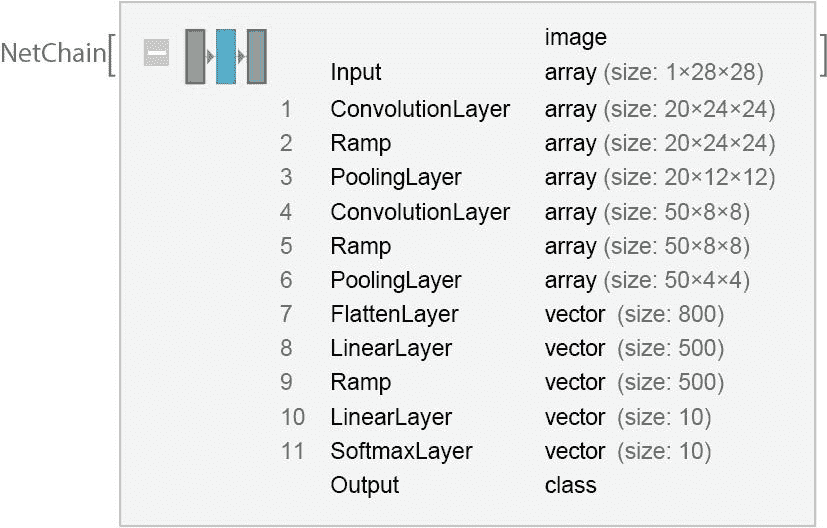 image
NetChain[ Input array (size: 1×28×28) ]
1 ConvolutionLayer array (size: 20×24×24)
2 Ramp array (size: 20×24×24)
3 PoolingLayer array (size: 20×12×12)
4 ConvolutionLayer array (size: 50×8×8)
5 Ramp array (size: 50×8×8)
6 PoolingLayer array (size: 50×4×4)
7 FlattenLayer vector (size: 800)
8 LinearLayer vector (size: 500)
9 Ramp vector (size: 500)
10 LinearLayer vector (size: 10)
11 SoftmaxLayer vector (size: 10)
Output class